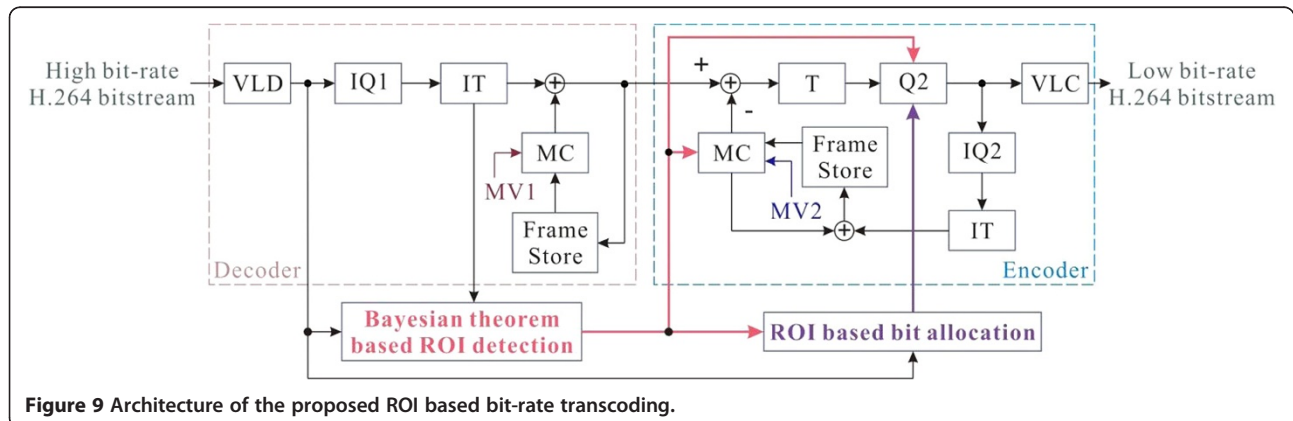 High bit-rate
H.264 bitstream
VLD
IQ1
IT
MC
MV1
Frame
Store
Decoder
+
-
T
Q2
VLC
Low bit-rate
H.264 bitstream
MC
MV2
Frame
Store
IQ2
IT
Encoder
Bayesian theorem
based ROI detection
ROI based bit allocation
Figure 9 Architecture of the proposed ROI based bit-rate transcoding.